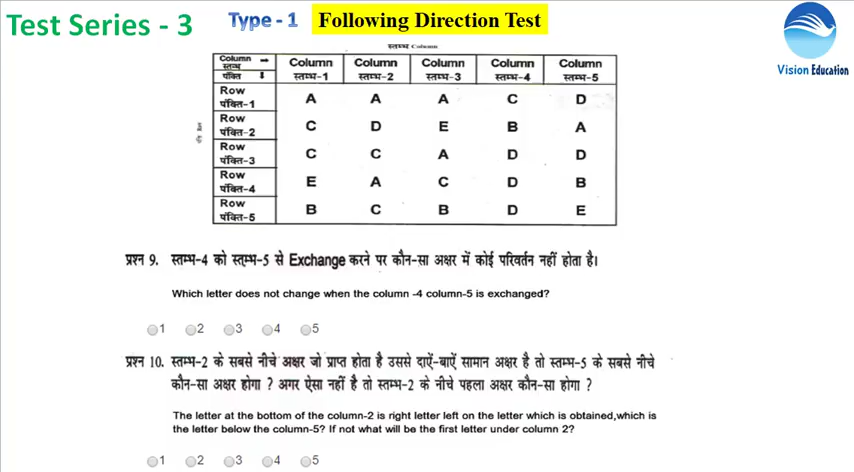 Test Series - 3
Type - 1
Following Direction Test
Vision Education
स्तम्भ Column
Column → Column Column Column Column Column
स्तम्भ स्तम्भ-1 स्तम्भ-2 स्तम्भ-3 स्तम्भ-4 स्तम्भ-5
पंक्ति ⬇
Row
पंक्ति-1 A A A C D
Row
पंक्ति-2 C D E B A
Row
पंक्ति-3 C C A D D
Row
पंक्ति-4 E A C D B
Row
पंक्ति-5 B C B D E
प्रश्न 9. स्तम्भ-4 को स्तम्भ-5 से Exchange करने पर कौन-सा अक्षर में कोई परिवर्तन नहीं होता है।
Which letter does not change when the column -4 column-5 is exchanged?
1 2 3 4 5
प्रश्न 10. स्तम्भ-2 के सबसे नीचे अक्षर जो प्राप्त होता है उससे दाएँ-बाएँ सामान अक्षर है तो स्तम्भ-5 के सबसे नीचे
कौन-सा अक्षर होगा ? अगर ऐसा नहीं है तो स्तम्भ-2 के नीचे पहला अक्षर कौन-सा होगा ?
The letter at the bottom of the column-2 is right letter left on the letter which is obtained,which is
the letter below the column-5? If not what will be the first letter under column 2?
1 2 3 4 5